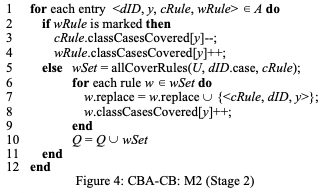 1 for each entry <dID, y, cRule, wRule> ∈ A do
2 if wRule is marked then
3 cRule.classCasesCovered[y]--;
4 wRule.classCasesCovered[y]++;
5 else wSet = allCoverRules(U, dID.case, cRule);
6 for each rule w ∈ wSet do
7 w.replace = w.replace ∪ {<cRule, dID, y>};
8 w.classCasesCovered[y]++;
9 end
10 Q = Q ∪ wSet
11 end
12 end
Figure 4: CBA-CB: M2 (Stage 2)